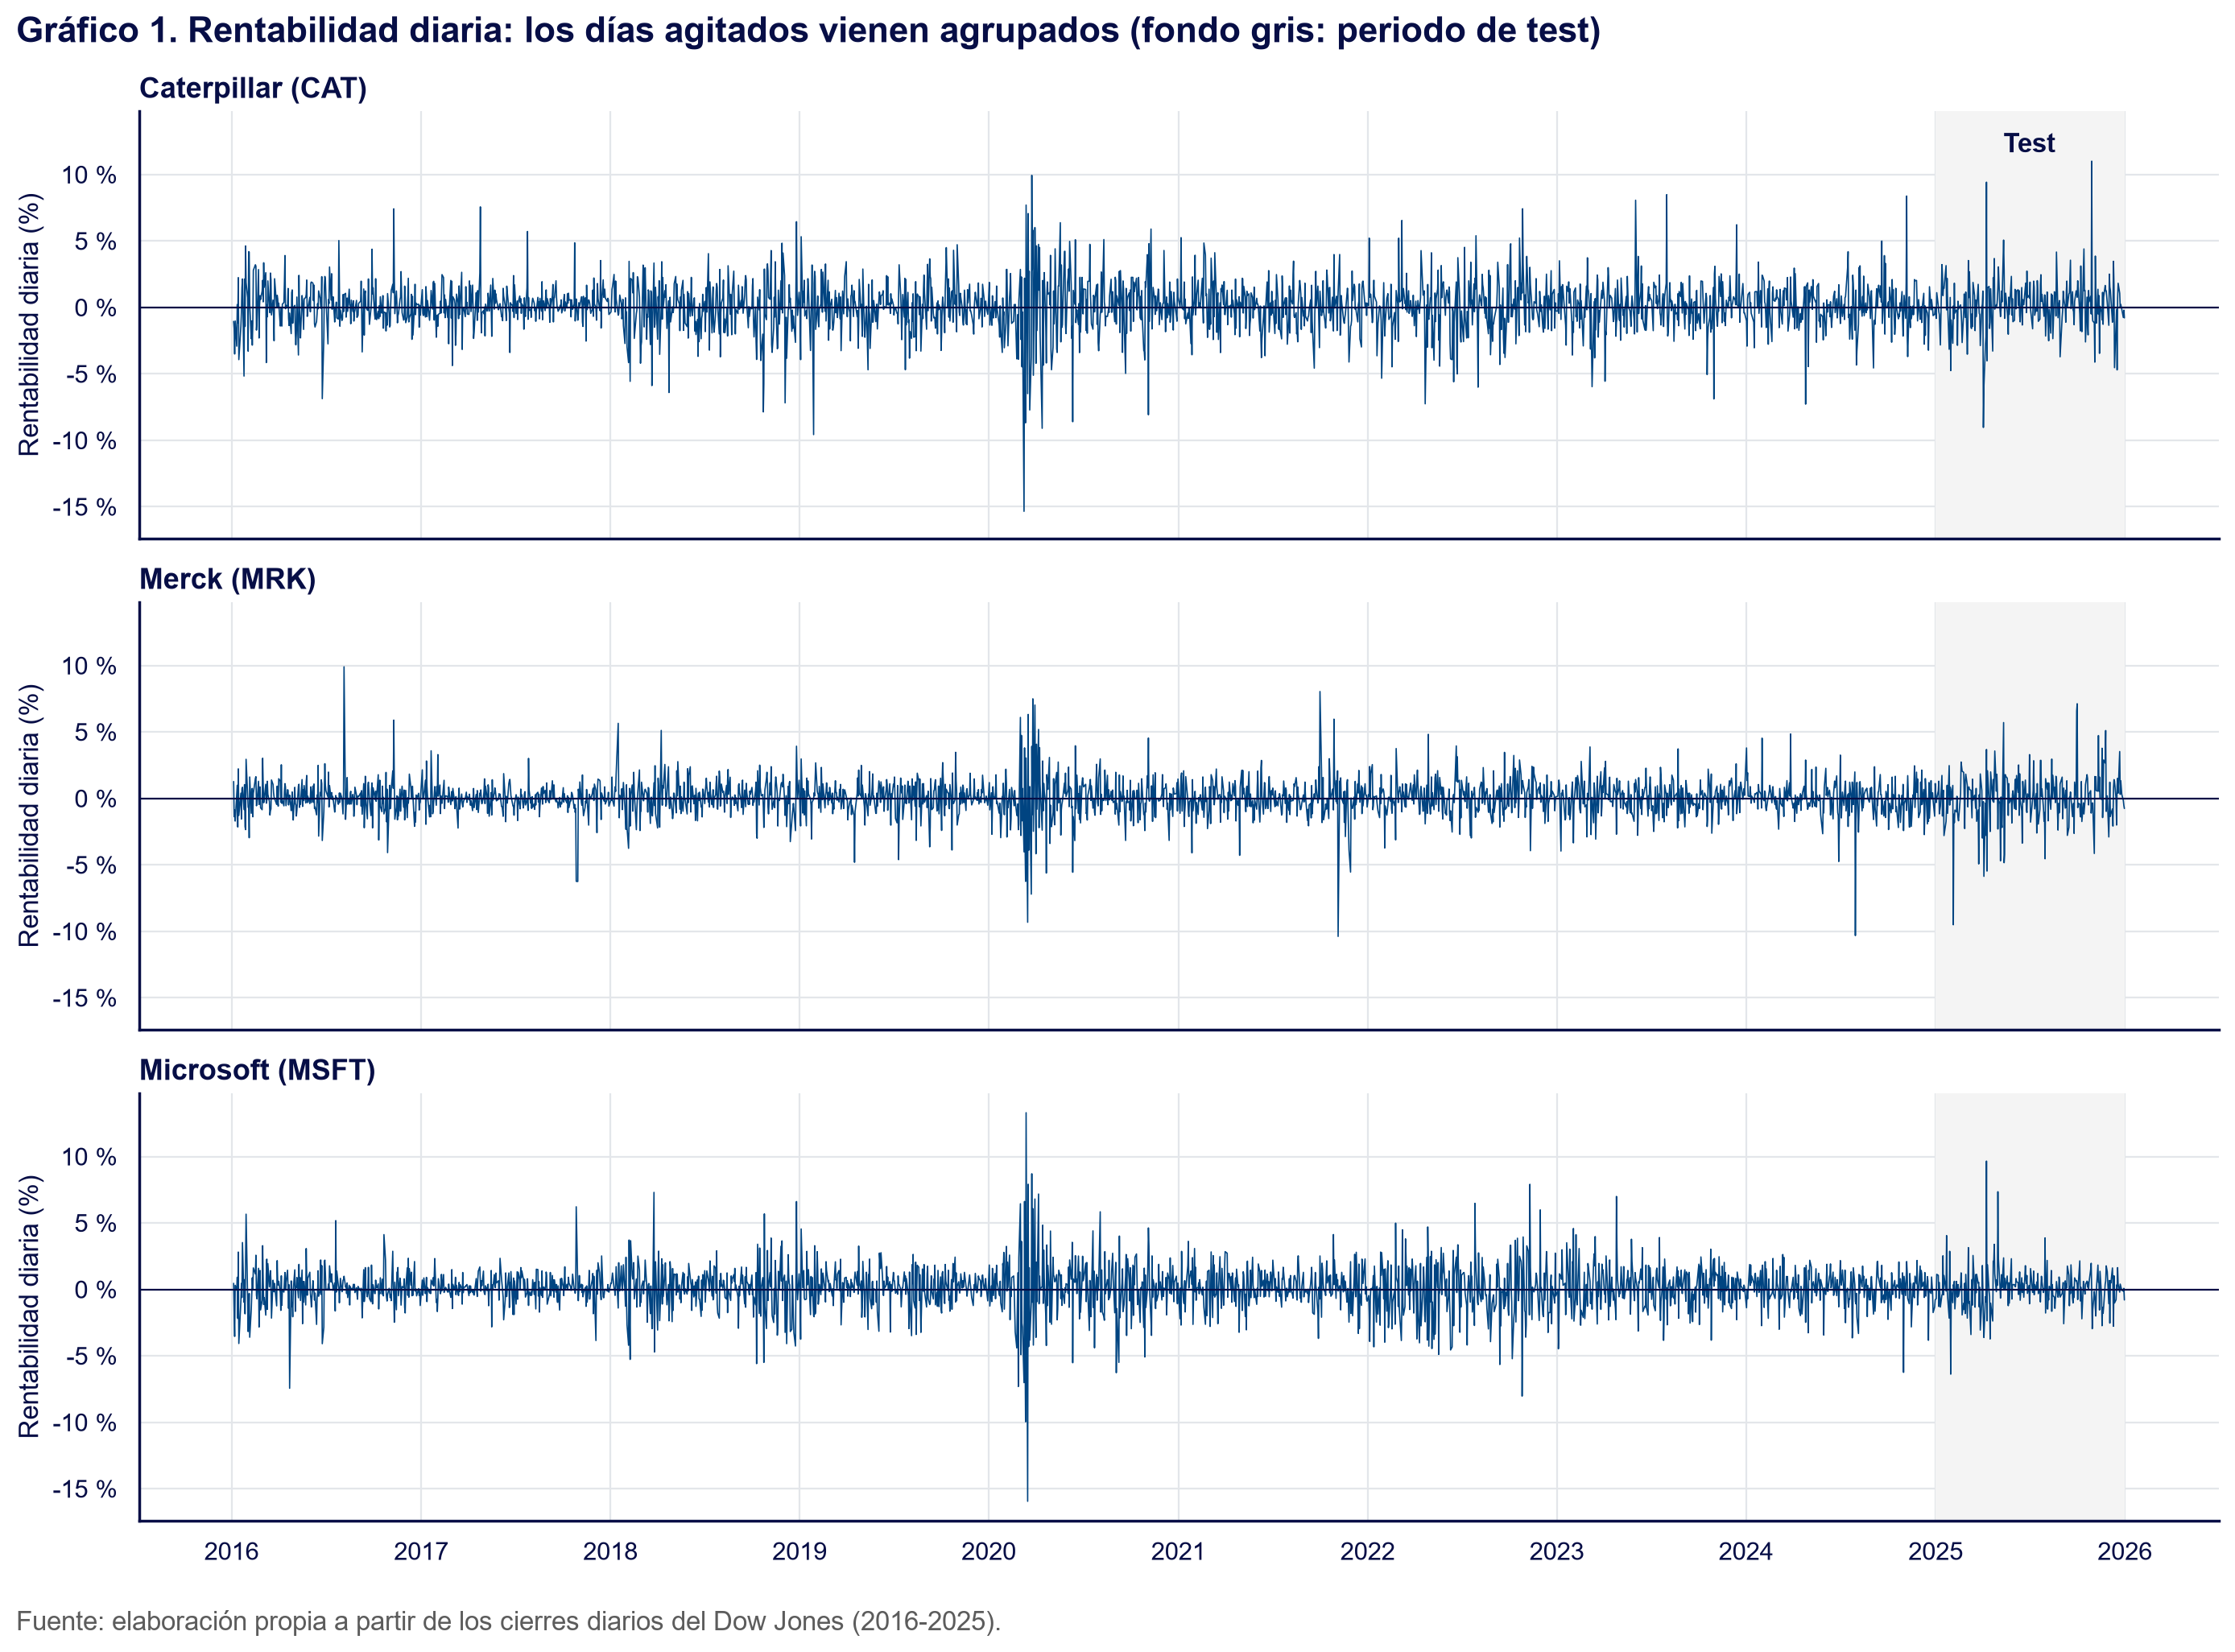 Gráfico 1. Rentabilidad diaria: los días agitados vienen agrupados (fondo gris: periodo de test)
Caterpillar (CAT)
Test
Rentabilidad diaria (%)
10 %
5 %
0 %
-5 %
-10 %
-15 %
Merck (MRK)
Rentabilidad diaria (%)
10 %
5 %
0 %
-5 %
-10 %
-15 %
Microsoft (MSFT)
Rentabilidad diaria (%)
10 %
5 %
0 %
-5 %
-10 %
-15 %
2016 2017 2018 2019 2020 2021 2022 2023 2024 2025 2026
Fuente: elaboración propia a partir de los cierres diarios del Dow Jones (2016-2025).